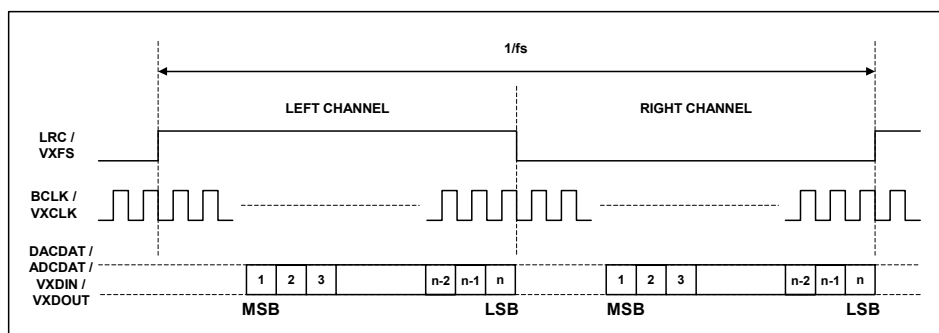 1/fs
LEFT CHANNEL RIGHT CHANNEL
LRC /
VXFS
BCLK /
VXCLK
DACDAT /
ADCDAT /
VXDIN /
VXDOUT
1 2 3 n-2 n-1 n 1 2 3 n-2 n-1 n
MSB LSB MSB LSB